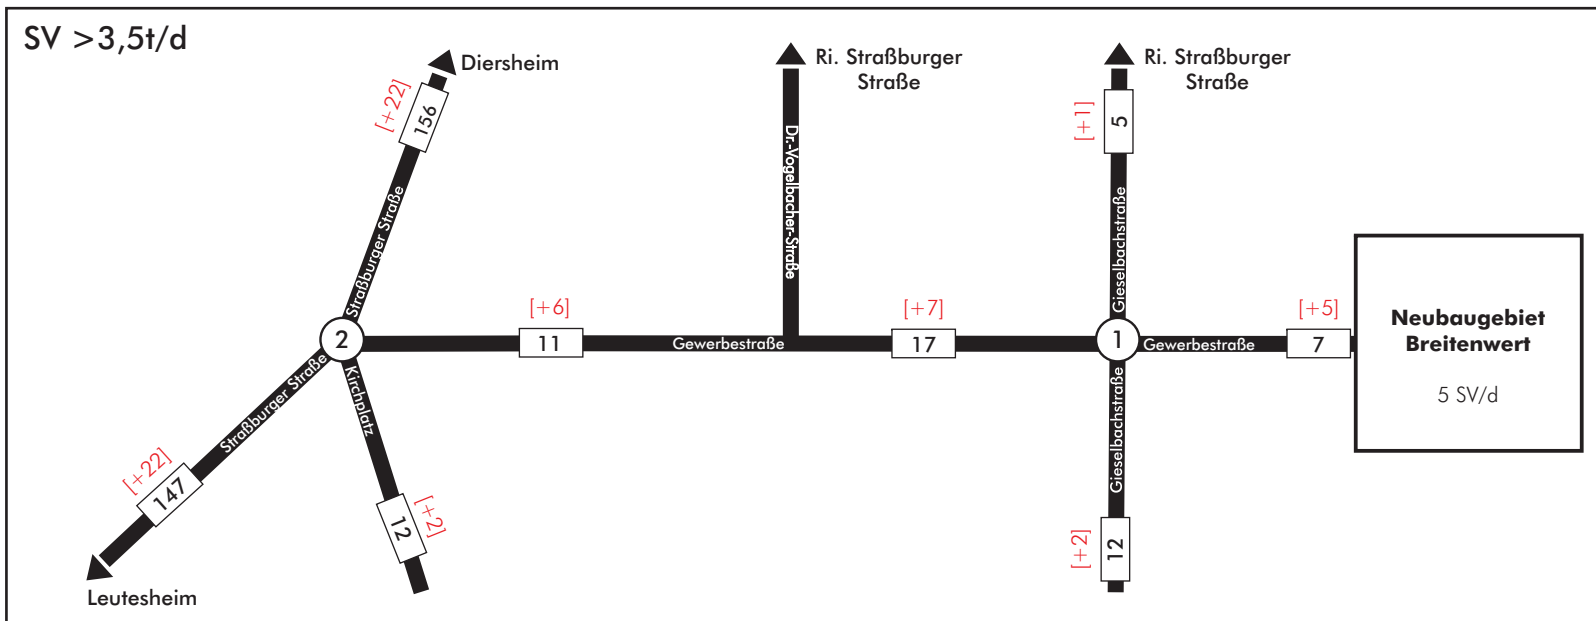 SV >3,5t/d
Diersheim
[+22]
156
Straßburger Straße
Ri. Straßburger
Straße
Dr.-Vogelbacher-Straße
Ri. Straßburger
Straße
[+1]
5
Gieselbachstraße
2
[+6]
11
Gewerbestraße
[+7]
17
1
Gewerbestraße
[+5]
7
Neubaugebiet
Breitenwert
5 SV/d
Straßburger Straße
[+22]
147
Leutesheim
Kirchplatz
12
[+2]
Gieselbachstraße
[+2]
12